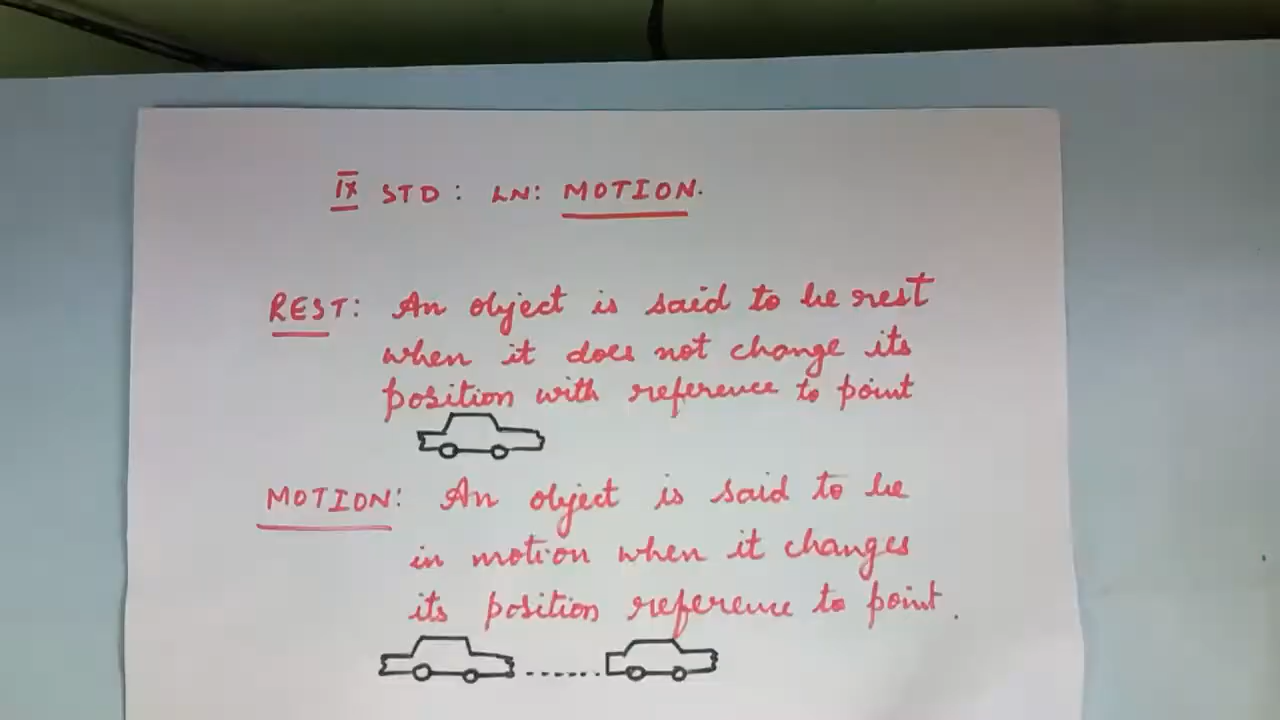 IX STD: LN: MOTION.
REST: An object is said to be rest
when it does not change its
position with reference to point
MOTION: An object is said to be
in motion when it changes
its position reference to point.